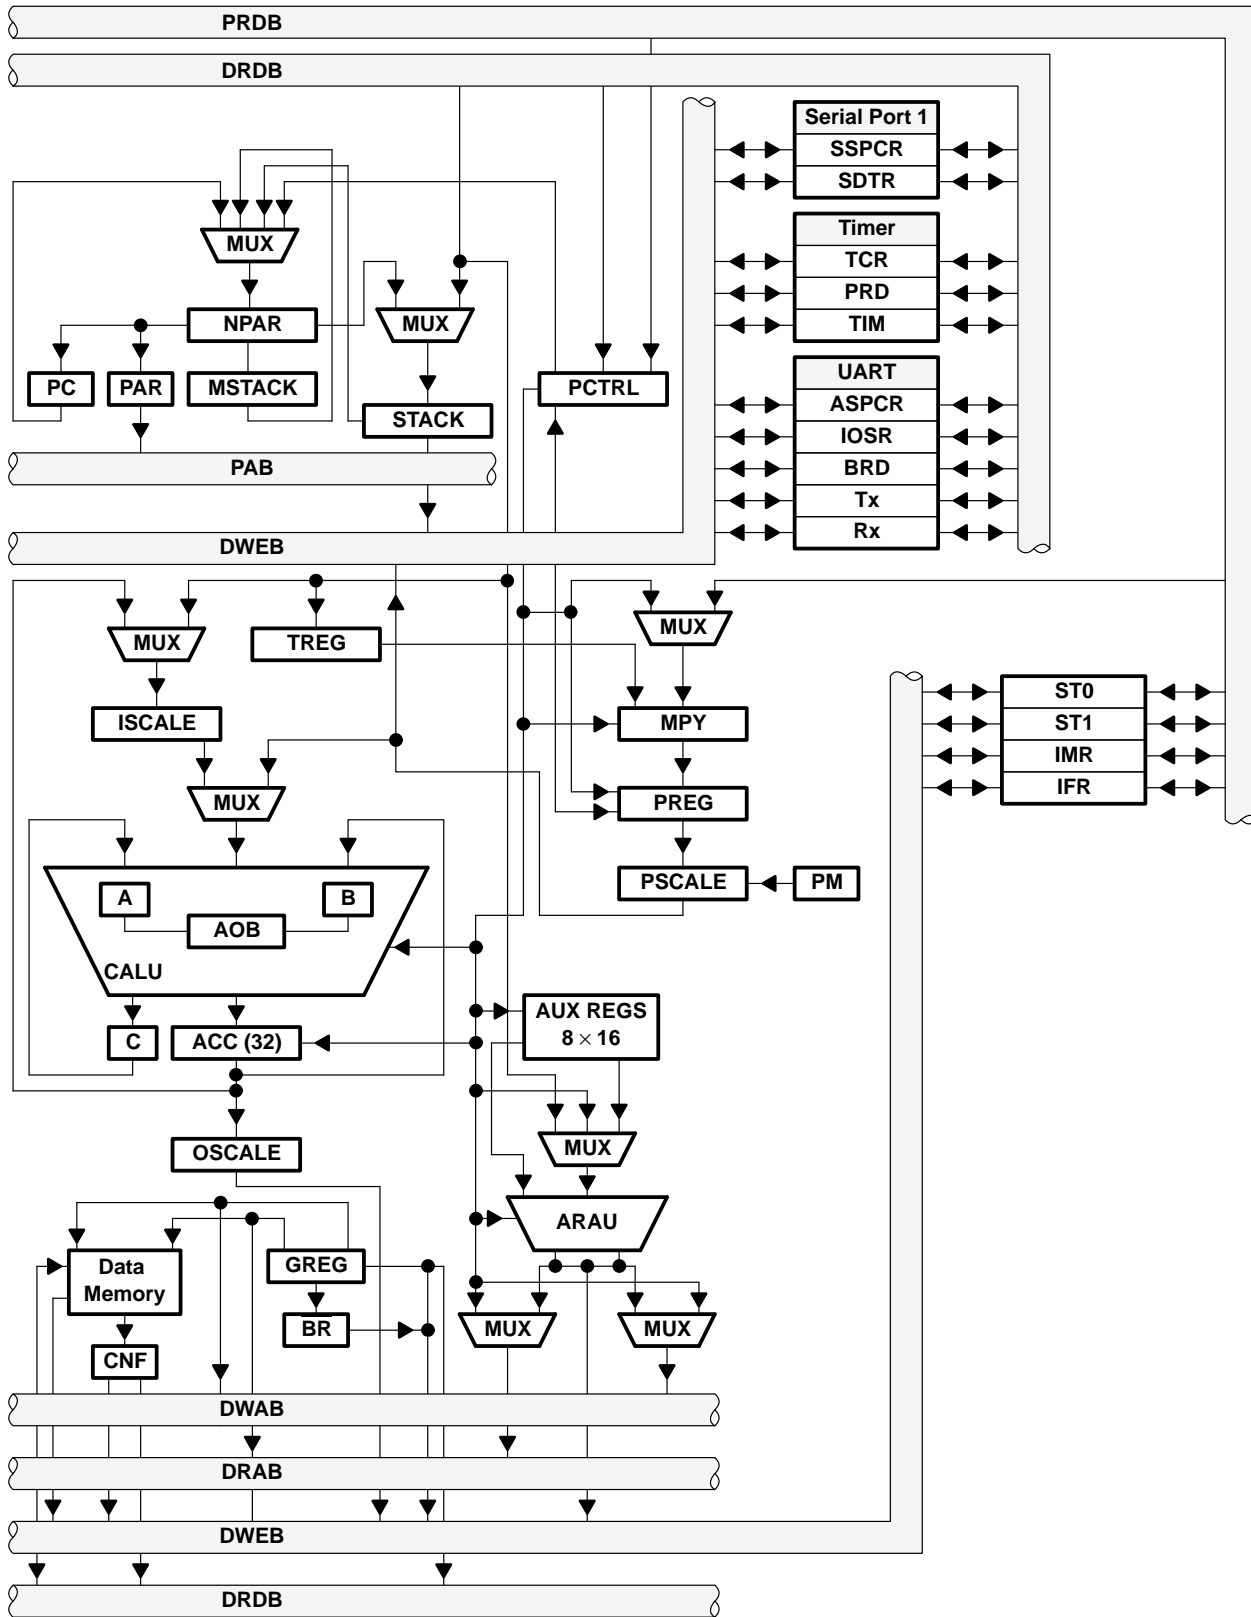 PRDB
DRDB
Serial Port 1
SSPCR
SDTR
MUX
Timer
TCR
PRD
TIM
NPAR
MUX
PC
PAR
MSTACK
STACK
PCTRL
UART
ASPCR
IOSR
BRD
Tx
Rx
PAB
DWEB
MUX
TREG
MUX
ISCALE
MPY
ST0
ST1
IMR
IFR
MUX
PREG
A
B
AOB
CALU
PSCALE
PM
C
ACC (32)
AUX REGS
8 × 16
OSCALE
MUX
ARAU
Data
Memory
GREG
BR
CNF
MUX
MUX
DWAB
DRAB
DWEB
DRDB